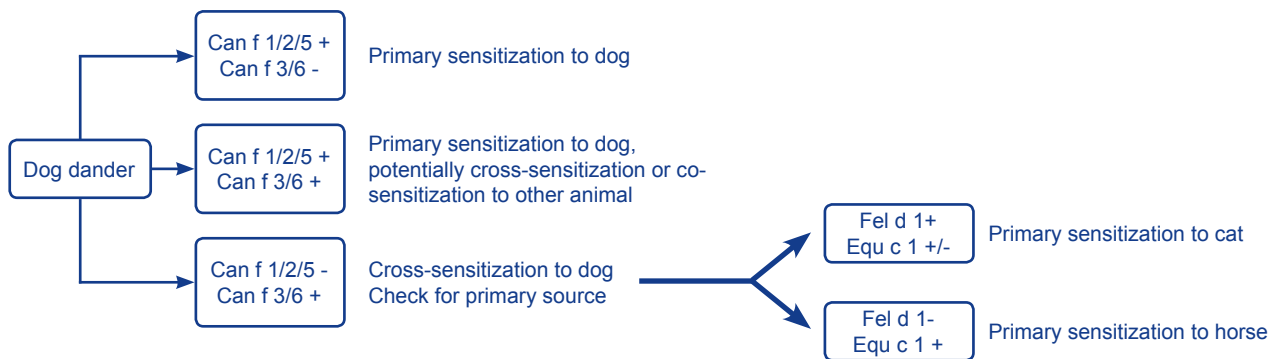 Can f 1/2/5 +
Can f 3/6 -
Primary sensitization to dog
Dog dander
Can f 1/2/5 +
Can f 3/6 +
Primary sensitization to dog,
potentially cross-sensitization or co-
sensitization to other animal
Can f 1/2/5 -
Can f 3/6 +
Cross-sensitization to dog
Check for primary source
Fel d 1+
Equ c 1 +/-
Primary sensitization to cat
Fel d 1-
Equ c 1 +
Primary sensitization to horse